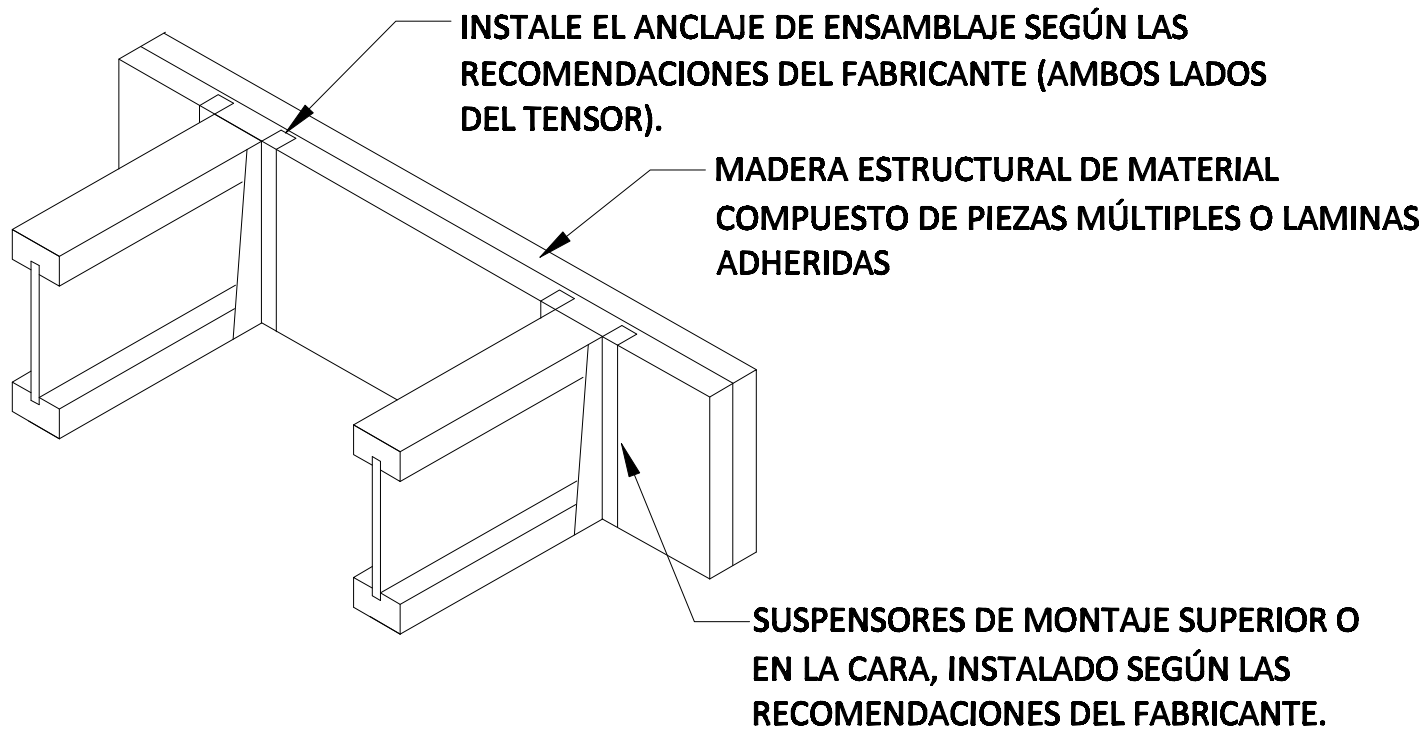 INSTALE EL ANCLAJE DE ENSAMBLAJE SEGÚN LAS
RECOMENDACIONES DEL FABRICANTE (AMBOS LADOS
DEL TENSOR).
MADERA ESTRUCTURAL DE MATERIAL
COMPUESTO DE PIEZAS MÚLTIPLES O LAMINAS
ADHERIDAS
SUSPENSORES DE MONTAJE SUPERIOR O
EN LA CARA, INSTALADO SEGÚN LAS
RECOMENDACIONES DEL FABRICANTE.